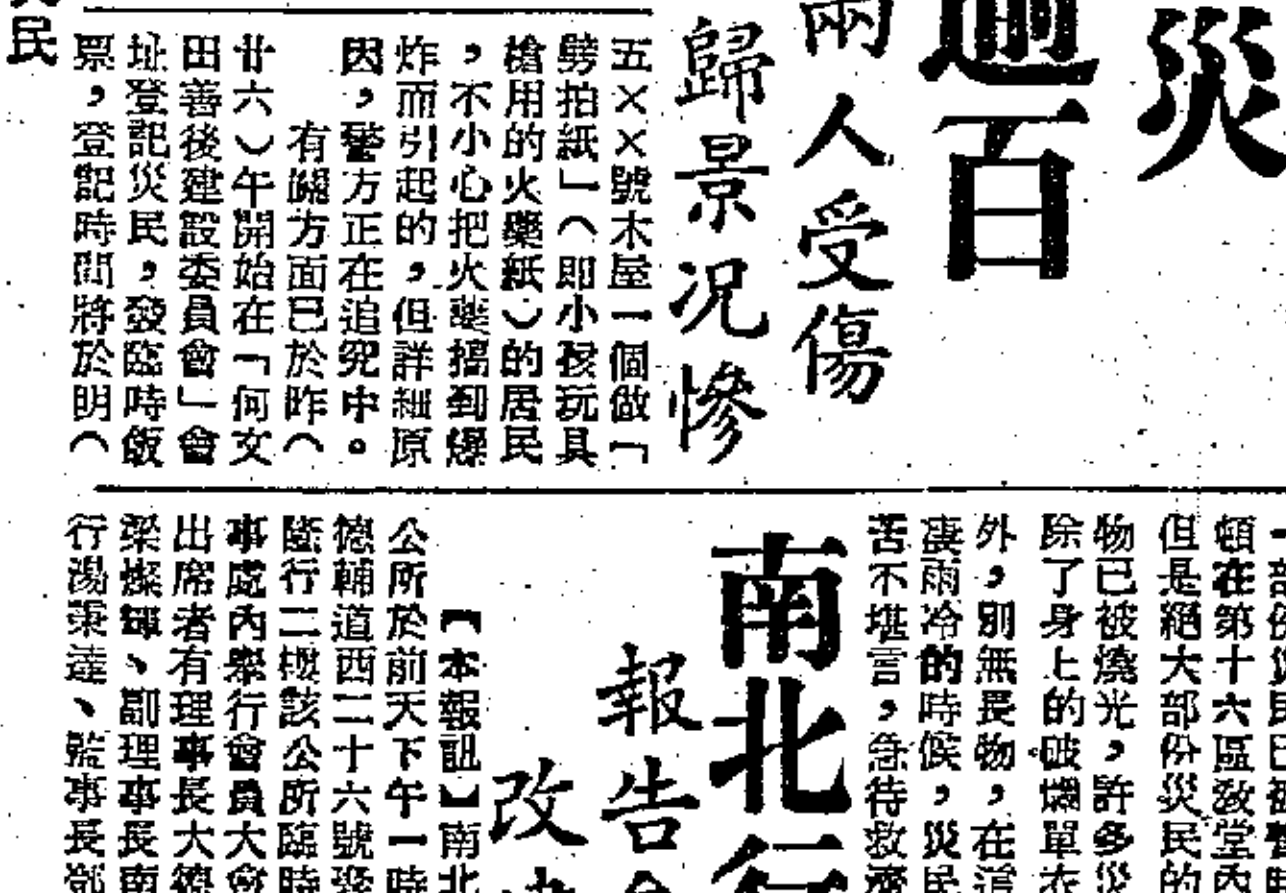 災
逾百
兩人受傷
歸景況慘
五××號木屋一個做「
劈拍紙」(即小孩玩具
槍用的火藥紙)的居民
,不小心把火藥搞到爆
炸而引起的,但詳細原
因,警方正在追究中。
有關方面已於昨(
廿六)午開始在「何文
田善後建設委員會」會
址登記災民,發臨時飯
票,登記時間將於明(
民
頓在第十六區教堂內
但是絕大部份災民的
物已被燒光,許多災
除了身上的破爛單衣
外,別無長物,在這
凄雨冷的時候,災民
苦不堪言,急待救濟
南北行
報告會
改
【本報訊】南北
公所於前天下午一時
德輔道西二十六號聚
隆行二樓該公所臨時
事處內舉行會員大會
出席者有理事長大德
梁燦輝、副理事長南
行湯秉達、監事長鄧